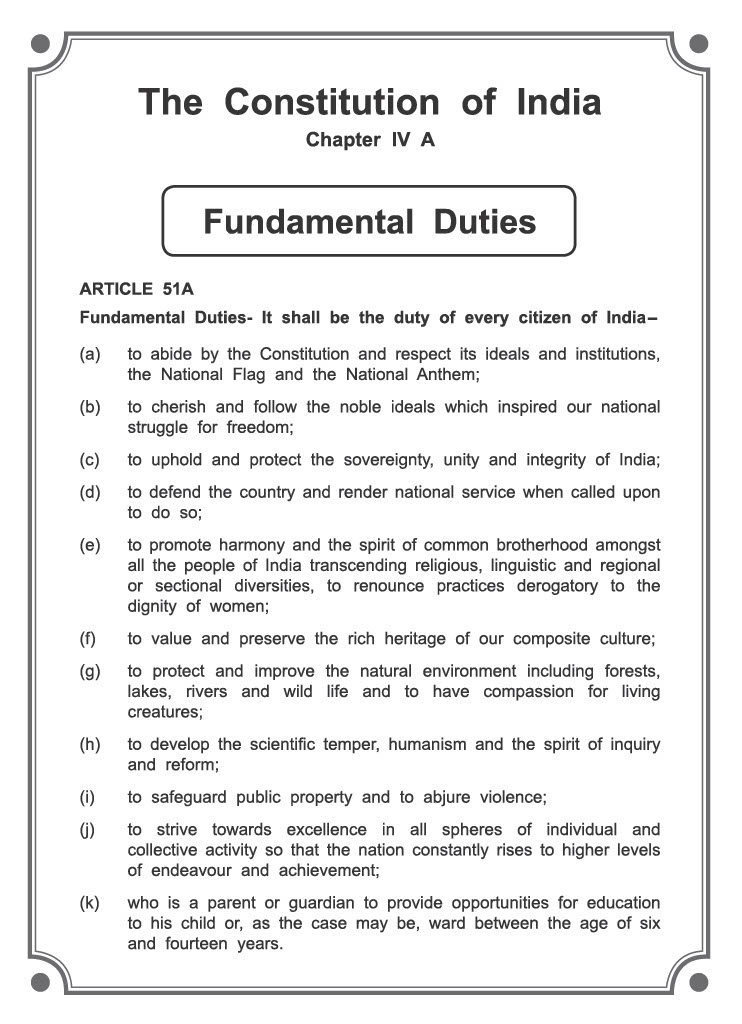 The Constitution of India
Chapter IV A
Fundamental Duties
ARTICLE 51A
Fundamental Duties- It shall be the duty of every citizen of India–
(a) to abide by the Constitution and respect its ideals and institutions,
the National Flag and the National Anthem;
(b) to cherish and follow the noble ideals which inspired our national
struggle for freedom;
(c) to uphold and protect the sovereignty, unity and integrity of India;
(d) to defend the country and render national service when called upon
to do so;
(e) to promote harmony and the spirit of common brotherhood amongst
all the people of India transcending religious, linguistic and regional
or sectional diversities, to renounce practices derogatory to the
dignity of women;
(f) to value and preserve the rich heritage of our composite culture;
(g) to protect and improve the natural environment including forests,
lakes, rivers and wild life and to have compassion for living
creatures;
(h) to develop the scientific temper, humanism and the spirit of inquiry
and reform;
(i) to safeguard public property and to abjure violence;
(j) to strive towards excellence in all spheres of individual and
collective activity so that the nation constantly rises to higher levels
of endeavour and achievement;
(k) who is a parent or guardian to provide opportunities for education
to his child or, as the case may be, ward between the age of six
and fourteen years.